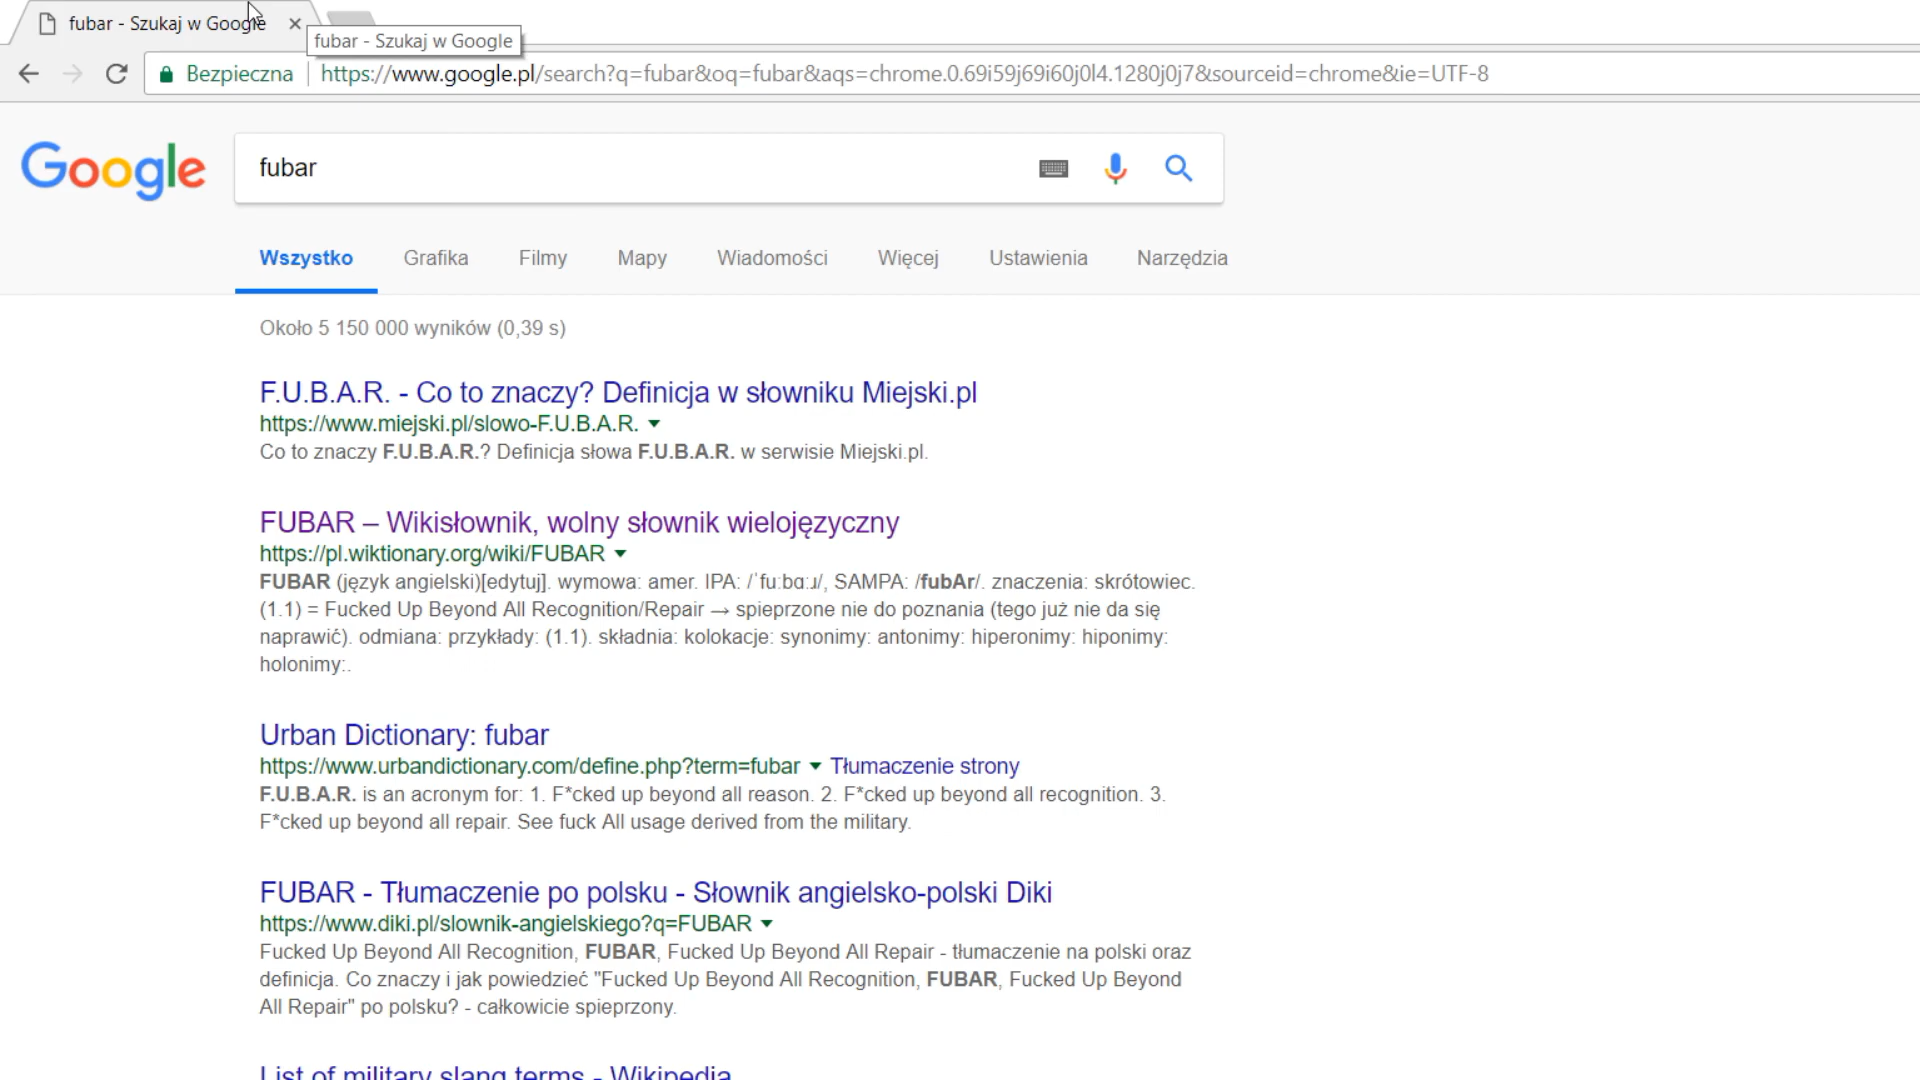 fubar - Szukaj w Google
fubar - Szukaj w Google
Bezpieczna https://www.google.pl/search?q=fubar&oq=fubar&aqs=chrome.0.69i59j69i60j0l4.1280j0j7&sourceid=chrome&ie=UTF-8
Google
fubar
Wszystko Grafika Filmy Mapy Wiadomości Więcej Ustawienia Narzędzia
Około 5 150 000 wyników (0,39 s)
F.U.B.A.R. - Co to znaczy? Definicja w słowniku Miejski.pl
https://www.miejski.pl/slowo-F.U.B.A.R.
Co to znaczy F.U.B.A.R.? Definicja słowa F.U.B.A.R. w serwisie Miejski.pl.
FUBAR – Wikisłownik, wolny słownik wielojęzyczny
https://pl.wiktionary.org/wiki/FUBAR
FUBAR (język angielski)[edytuj]. wymowa: amer. IPA: /ˈfuːbɑːɹ/, SAMPA: /fubAr/. znaczenia: skrótowiec.
(1.1) = Fucked Up Beyond All Recognition/Repair → spieprzone nie do poznania (tego już nie da się
naprawić). odmiana: przykłady: (1.1). składnia: kolokacje: synonimy: antonimy: hiperonimy: hiponimy:
holonimy:.
Urban Dictionary: fubar
https://www.urbandictionary.com/define.php?term=fubar Tłumaczenie strony
F.U.B.A.R. is an acronym for: 1. F*cked up beyond all reason. 2. F*cked up beyond all recognition. 3.
F*cked up beyond all repair. See fuck All usage derived from the military.
FUBAR - Tłumaczenie po polsku - Słownik angielsko-polski Diki
https://www.diki.pl/slownik-angielskiego?q=FUBAR
Fucked Up Beyond All Recognition, FUBAR, Fucked Up Beyond All Repair - tłumaczenie na polski oraz
definicja. Co znaczy i jak powiedzieć "Fucked Up Beyond All Recognition, FUBAR, Fucked Up Beyond
All Repair" po polsku? - całkowicie spieprzony.
List of military slang terms - Wikipedia